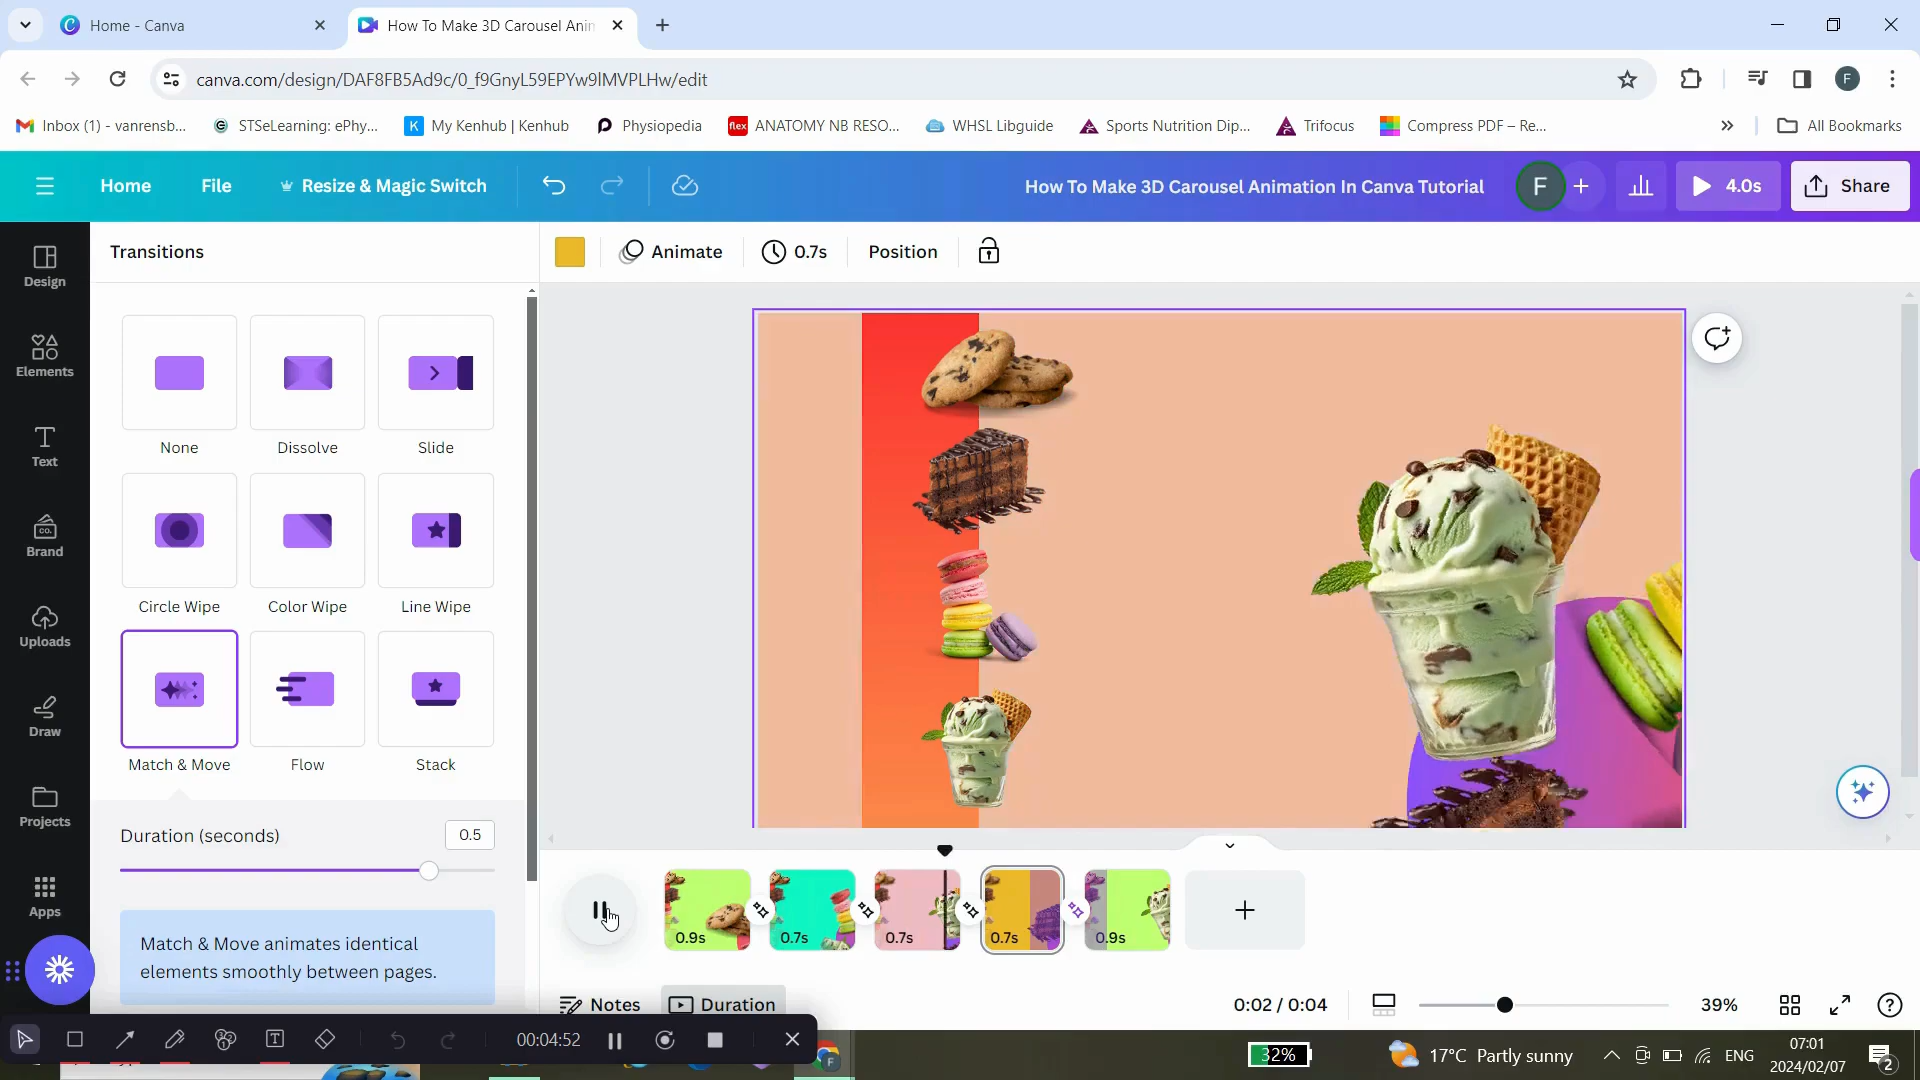 Home - Canva
How To Make 3D Carousel Anin
canva.com/design/DAF8FB5Ad9c/0_f9GnyL59EPYw9lMVPLHw/edit
F
Inbox (1) - vanrensb...
STSeLearning: ePhy...
My Kenhub | Kenhub
Physiopedia
ANATOMY NB RESO...
WHSL Libguide
Sports Nutrition Dip...
Trifocus
Compress PDF – Re...
All Bookmarks
Home
File
Resize & Magic Switch
How To Make 3D Carousel Animation In Canva Tutorial
F
4.0s
Share
Design
Elements
Text
Brand
Uploads
Draw
Projects
Apps
Transitions
None
Dissolve
Slide
Circle Wipe
Color Wipe
Line Wipe
Match & Move
Flow
Stack
Duration (seconds)
0.5
Match & Move animates identical
elements smoothly between pages.
Animate
0.7s
Position
0.9s
0.7s
0.7s
0.7s
0.9s
Notes
Duration
0:02 / 0:04
39%
00:04:52
32%
17°C Partly sunny
ENG
07:01
2024/02/07
2